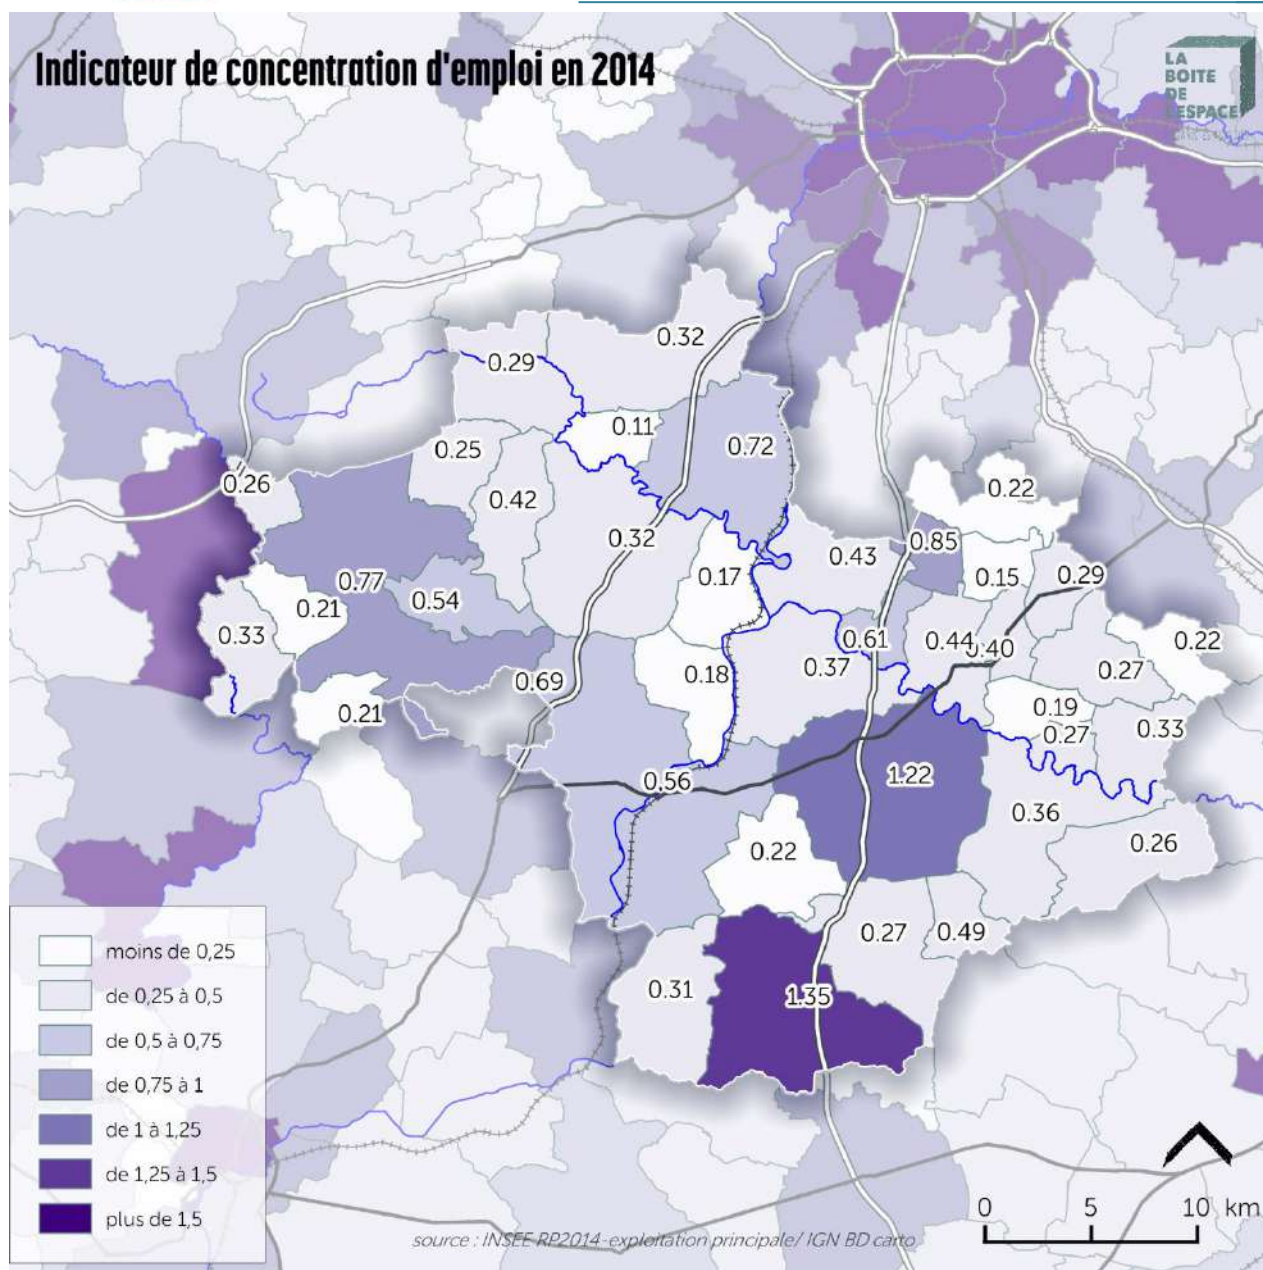 Indicateur de concentration d'emploi en 2014
LA
BOITE
DE
L'ESPACE
0.32
0.29
0.11
0.72
0.25
0.26
0.42
0.22
0.32
0.43
0.85
0.17
0.15
0.29
0.77
0.54
0.21
0.33
0.61
0.44
0.40
0.22
0.37
0.27
0.18
0.69
0.21
0.19
0.27
0.33
0.56
1.22
0.36
0.26
0.22
0.27
0.49
0.31
1.35
moins de 0,25
de 0,25 à 0,5
de 0,5 à 0,75
de 0,75 à 1
de 1 à 1,25
de 1,25 à 1,5
plus de 1,5
0 5 10 km
source : INSEE RP2014-exploitation principale/ IGN BD carto